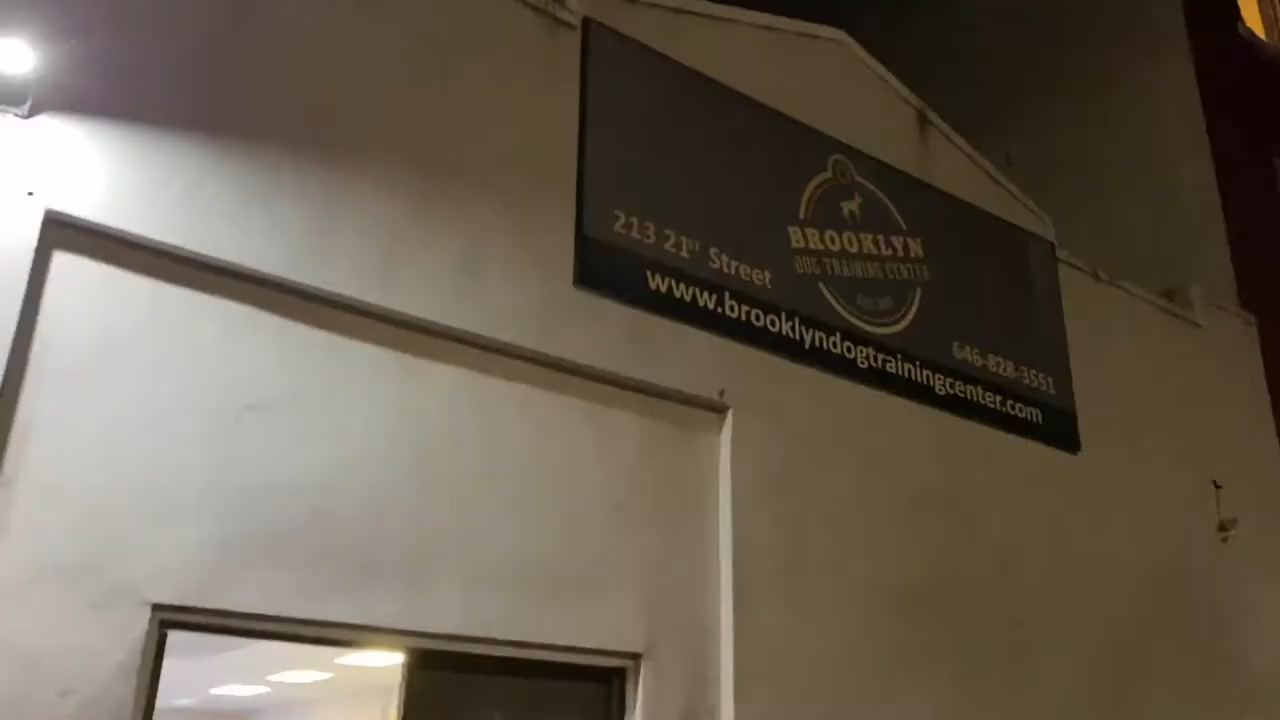 BROOKLYN
DOG TRAINING CENTER
213 21ST Street
646-828-3551
www.brooklyndogtrainingcenter.com